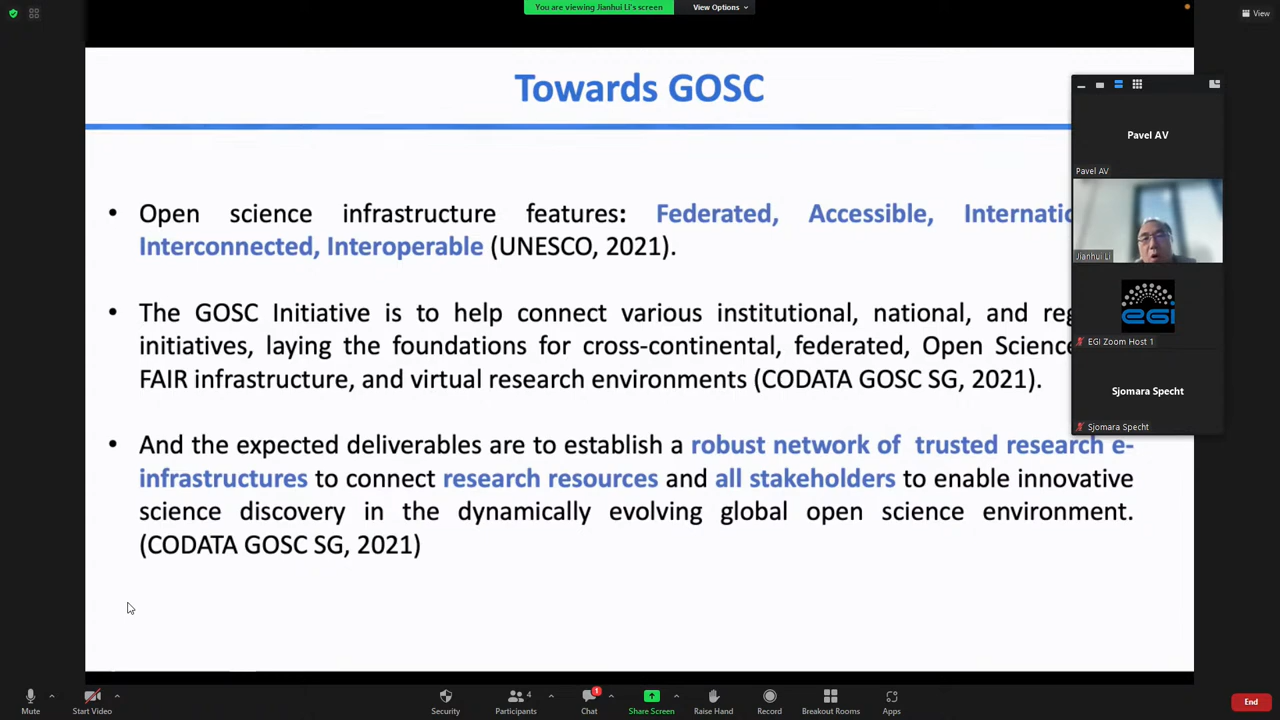 You are viewing Jianhui Li's screen
View Options
View
Towards GOSC
Pavel AV
Pavel AV
• Open science infrastructure features: Federated, Accessible,
Interconnected, Interoperable (UNESCO, 2021).
Jianhui Li
• The GOSC Initiative is to help connect various institutional, national, and
initiatives, laying the foundations for cross-continental, federated, Open Science
FAIR infrastructure, and virtual research environments (CODATA GOSC SG, 2021).
eGI
EGI Zoom Host 1
Sjomara Specht
Sjomara Specht
• And the expected deliverables are to establish a robust network of trusted research e-
infrastructures to connect research resources and all stakeholders to enable innovative
science discovery in the dynamically evolving global open science environment.
(CODATA GOSC SG, 2021)
Mute
Start Video
Security
Participants 4
Chat 1
Share Screen
Raise Hand
Record
Breakout Rooms
Apps
End